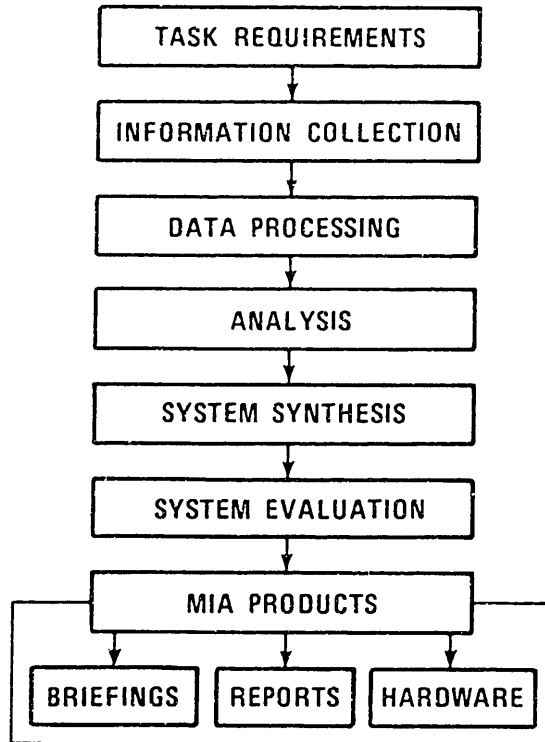 TASK REQUIREMENTS
INFORMATION COLLECTION
DATA PROCESSING
ANALYSIS
SYSTEM SYNTHESIS
SYSTEM EVALUATION
MIA PRODUCTS
BRIEFINGS
REPORTS
HARDWARE